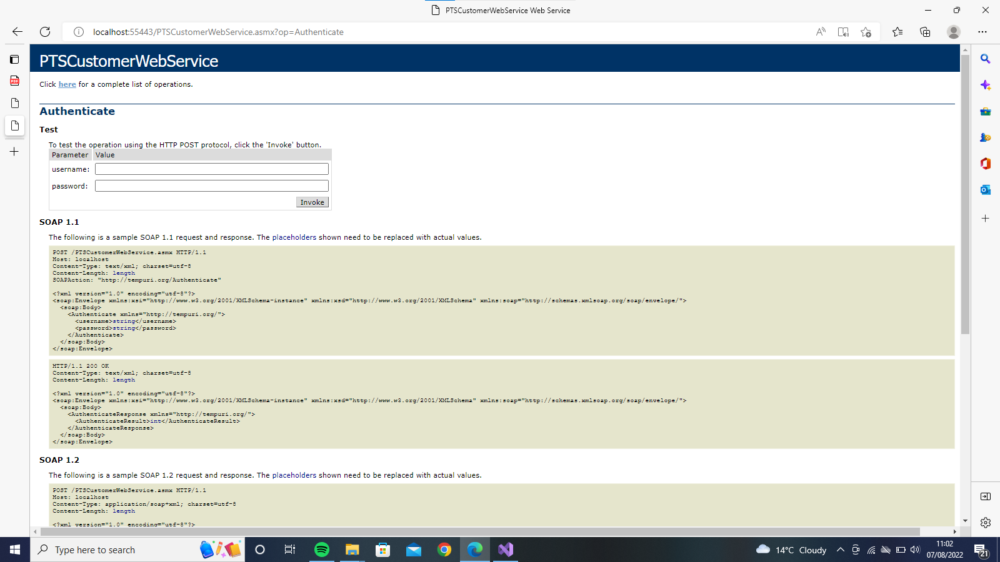 PTSCustomerWebService Web Service
localhost:55443/PTSCustomerWebService.asmx?op=Authenticate
PTSCustomerWebService
Click here for a complete list of operations.
Authenticate
Test
To test the operation using the HTTP POST protocol, click the 'Invoke' button.
Parameter Value
username:
password:
Invoke
SOAP 1.1
The following is a sample SOAP 1.1 request and response. The placeholders shown need to be replaced with actual values.
POST /PTSCustomerWebService.asmx HTTP/1.1
Host: localhost
Content-Type: text/xml; charset=utf-8
Content-Length: length
SOAPAction: "http://tempuri.org/Authenticate"
<?xml version="1.0" encoding="utf-8"?>
<soap:Envelope xmlns:xsi="http://www.w3.org/2001/XMLSchema-instance" xmlns:xsd="http://www.w3.org/2001/XMLSchema" xmlns:soap="http://schemas.xmlsoap.org/soap/envelope/">
<soap:Body>
<Authenticate xmlns="http://tempuri.org/">
<username>string</username>
<password>string</password>
</Authenticate>
</soap:Body>
</soap:Envelope>
HTTP/1.1 200 OK
Content-Type: text/xml; charset=utf-8
Content-Length: length
<?xml version="1.0" encoding="utf-8"?>
<soap:Envelope xmlns:xsi="http://www.w3.org/2001/XMLSchema-instance" xmlns:xsd="http://www.w3.org/2001/XMLSchema" xmlns:soap="http://schemas.xmlsoap.org/soap/envelope/">
<soap:Body>
<AuthenticateResponse xmlns="http://tempuri.org/">
<AuthenticateResult>int</AuthenticateResult>
</AuthenticateResponse>
</soap:Body>
</soap:Envelope>
SOAP 1.2
The following is a sample SOAP 1.2 request and response. The placeholders shown need to be replaced with actual values.
POST /PTSCustomerWebService.asmx HTTP/1.1
Host: localhost
Content-Type: application/soap+xml; charset=utf-8
Content-Length: length
<?xml version="1.0" encoding="utf-8"?>
Type here to search
14°C Cloudy
11:02
07/08/2022
21